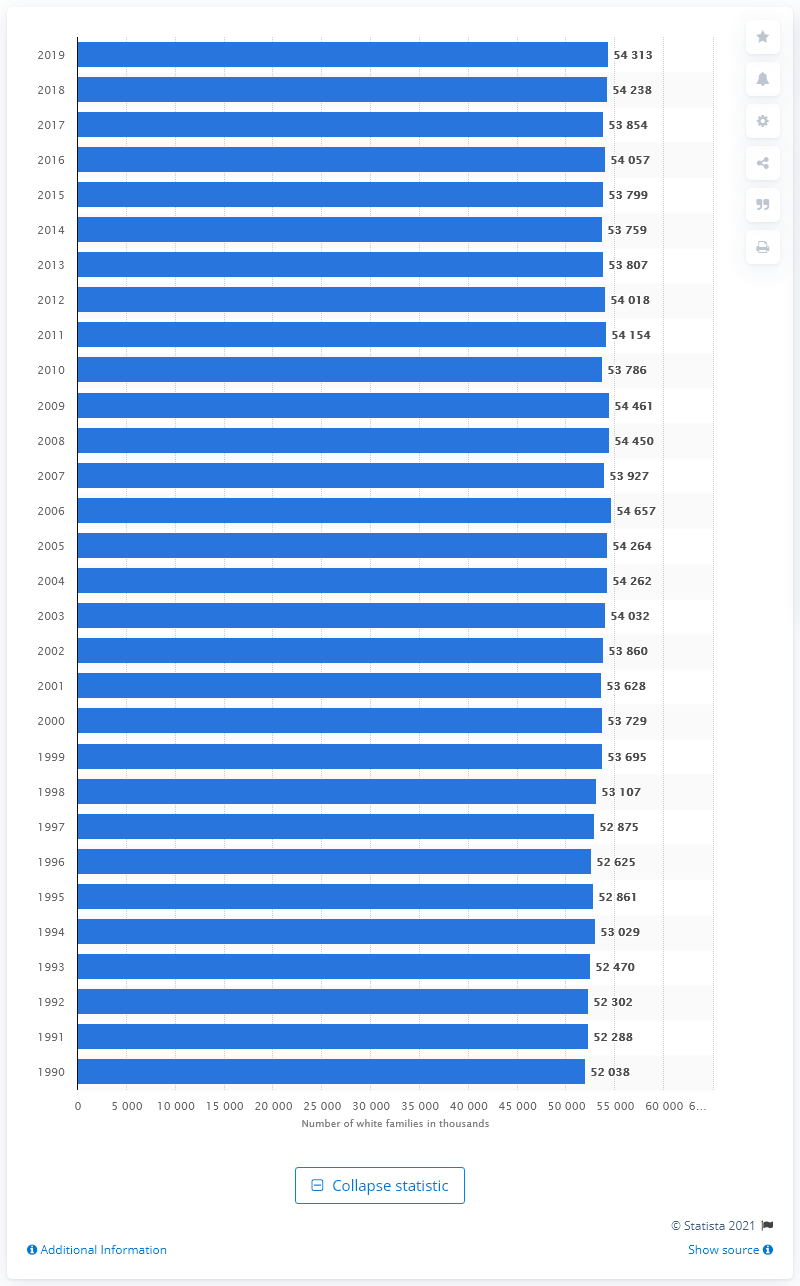 2019 54 313
2018 54 238
2017 53 854
2016 54 057
2015 53 799
2014 53 759
2013 53 807
2012 54 018
2011 54 154
2010 53 786
2009 54 461
2008 54 450
2007 53 927
2006 54 657
2005 54 264
2004 54 262
2003 54 032
2002 53 860
2001 53 628
2000 53 729
1999 53 695
1998 53 107
1997 52 875
1996 52 625
1995 52 861
1994 53 029
1993 52 470
1992 52 302
1991 52 288
1990 52 038
0 5 000 10 000 15 000 20 000 25 000 30 000 35 000 40 000 45 000 50 000 55 000 60 000 6...
Number of white families in thousands
Collapse statistic
© Statista 2021
Additional Information Show source